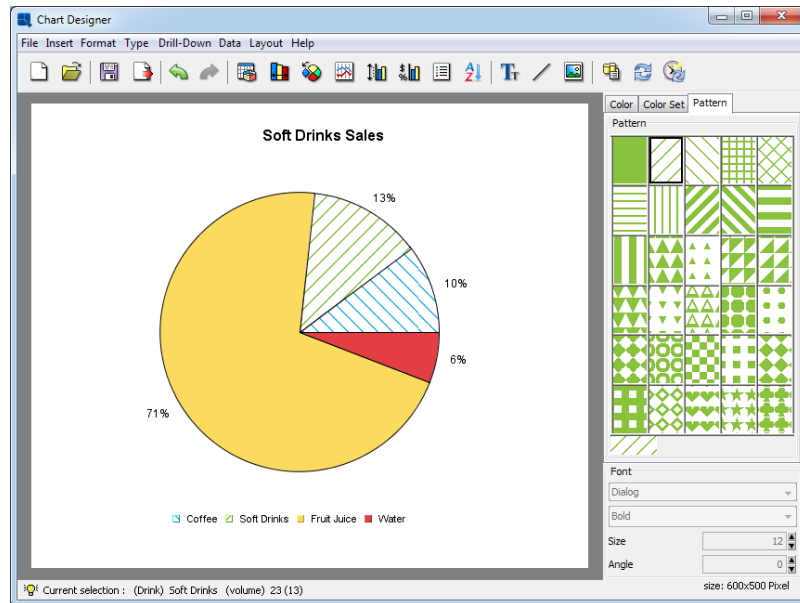 Chart Designer
File Insert Format Type Drill-Down Data Layout Help
Color Color Set Pattern
Pattern
Soft Drinks Sales
13%
10%
6%
71%
Coffee Soft Drinks Fruit Juice Water
Font
Dialog
Bold
Size 12
Angle 0
Current selection : (Drink) Soft Drinks (volume) 23 (13)
size: 600x500 Pixel